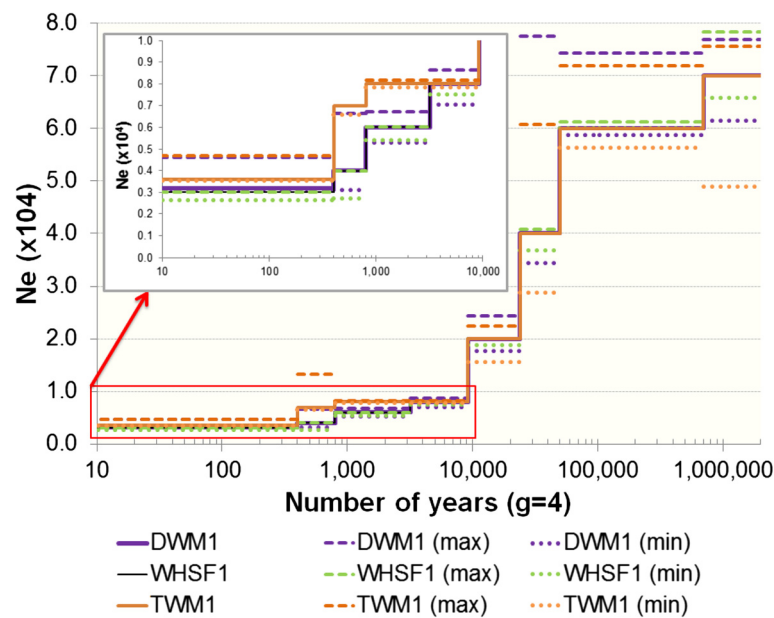 8.0
7.0
6.0
5.0
4.0
3.0
2.0
1.0
0.0
Ne (x104)
1.0
0.9
0.8
0.7
0.6
0.5
0.4
0.3
0.2
0.1
0.0
Ne (x10⁴)
10 100 1,000 10,000
10 100 1,000 10,000 100,000 1,000,000
Number of years (g=4)
DWM1 DWM1 (max) DWM1 (min)
WHSF1 WHSF1 (max) WHSF1 (min)
TWM1 TWM1 (max) TWM1 (min)